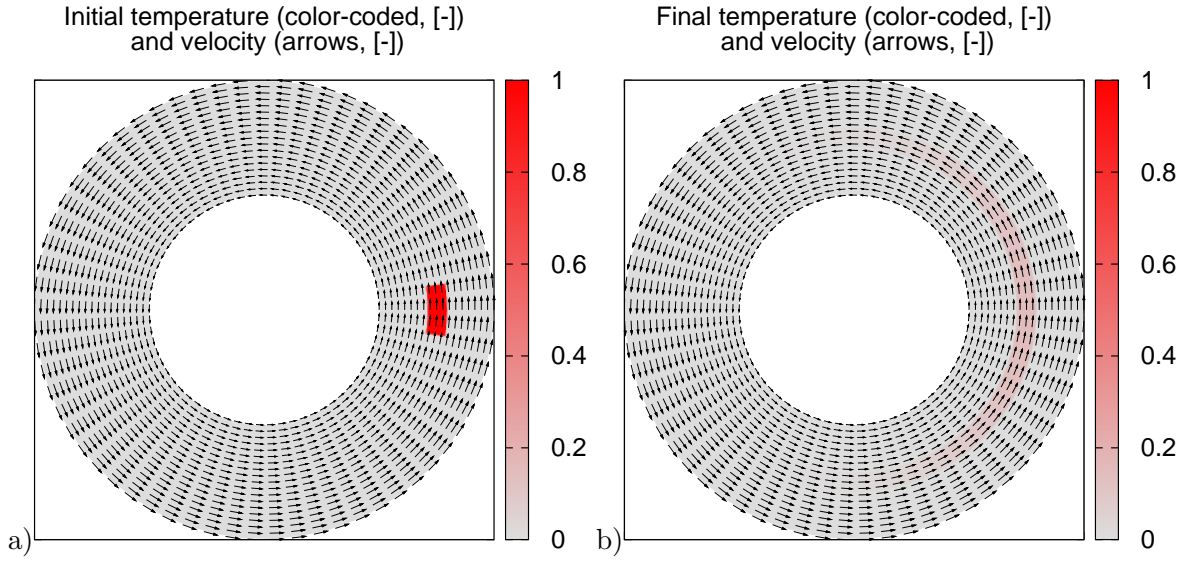 Initial temperature (color-coded, [-])
and velocity (arrows, [-])
1
0.8
0.6
0.4
0.2
0
a)
Final temperature (color-coded, [-])
and velocity (arrows, [-])
1
0.8
0.6
0.4
0.2
0
b)